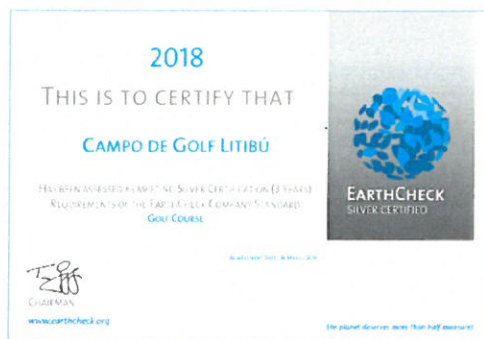 2018
THIS IS TO CERTIFY THAT
CAMPO DE GOLF LITIBÚ
HAS BEEN ASSESSED AS MEETING SILVER CERTIFICATION (3 YEARS)
REQUIREMENTS OF THE EARTHCHECK COMPANY STANDARD
GOLF COURSE
EARTHCHECK
SILVER CERTIFIED
CHAIRMAN
www.earthcheck.org
the planet deserves more than half measures